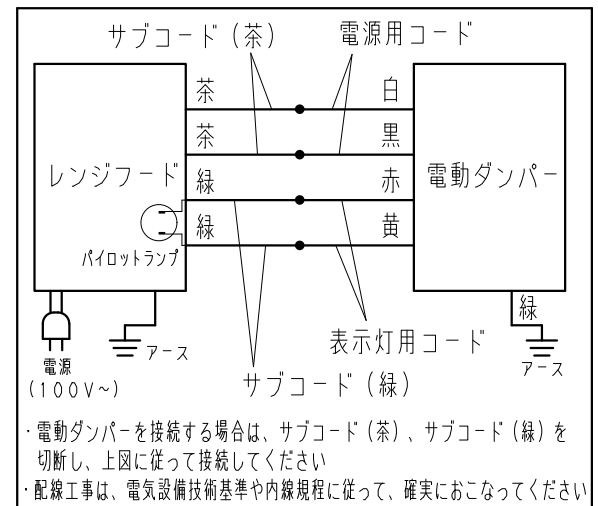 サブコード(茶) 電源用コード
茶 白
茶 黒
レンジフード 緑 赤 電動ダンパー
緑 黄
パイロットランプ
緑
表示灯用コード
電源 アース アース
(100V~) サブコード(緑)
・電動ダンパーを接続する場合は、サブコード(茶)、サブコード(緑)を
切断し、上図に従って接続してください
・配線工事は、電気設備技術基準や内線規程に従って、確実におこなってください